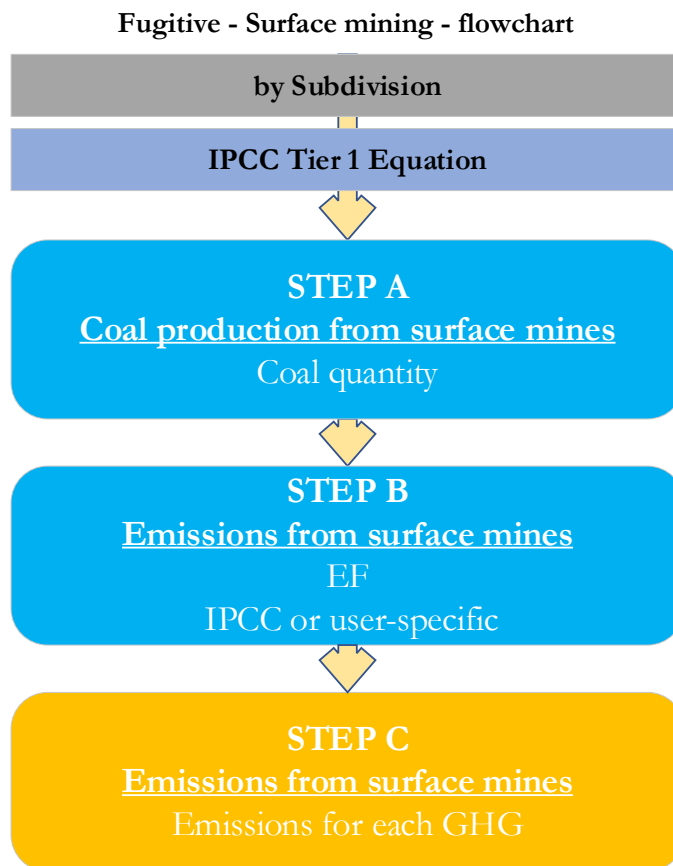 Fugitive - Surface mining - flowchart
by Subdivision
IPCC Tier 1 Equation
STEP A
Coal production from surface mines
Coal quantity
STEP B
Emissions from surface mines
EF
IPCC or user-specific
STEP C
Emissions from surface mines
Emissions for each GHG